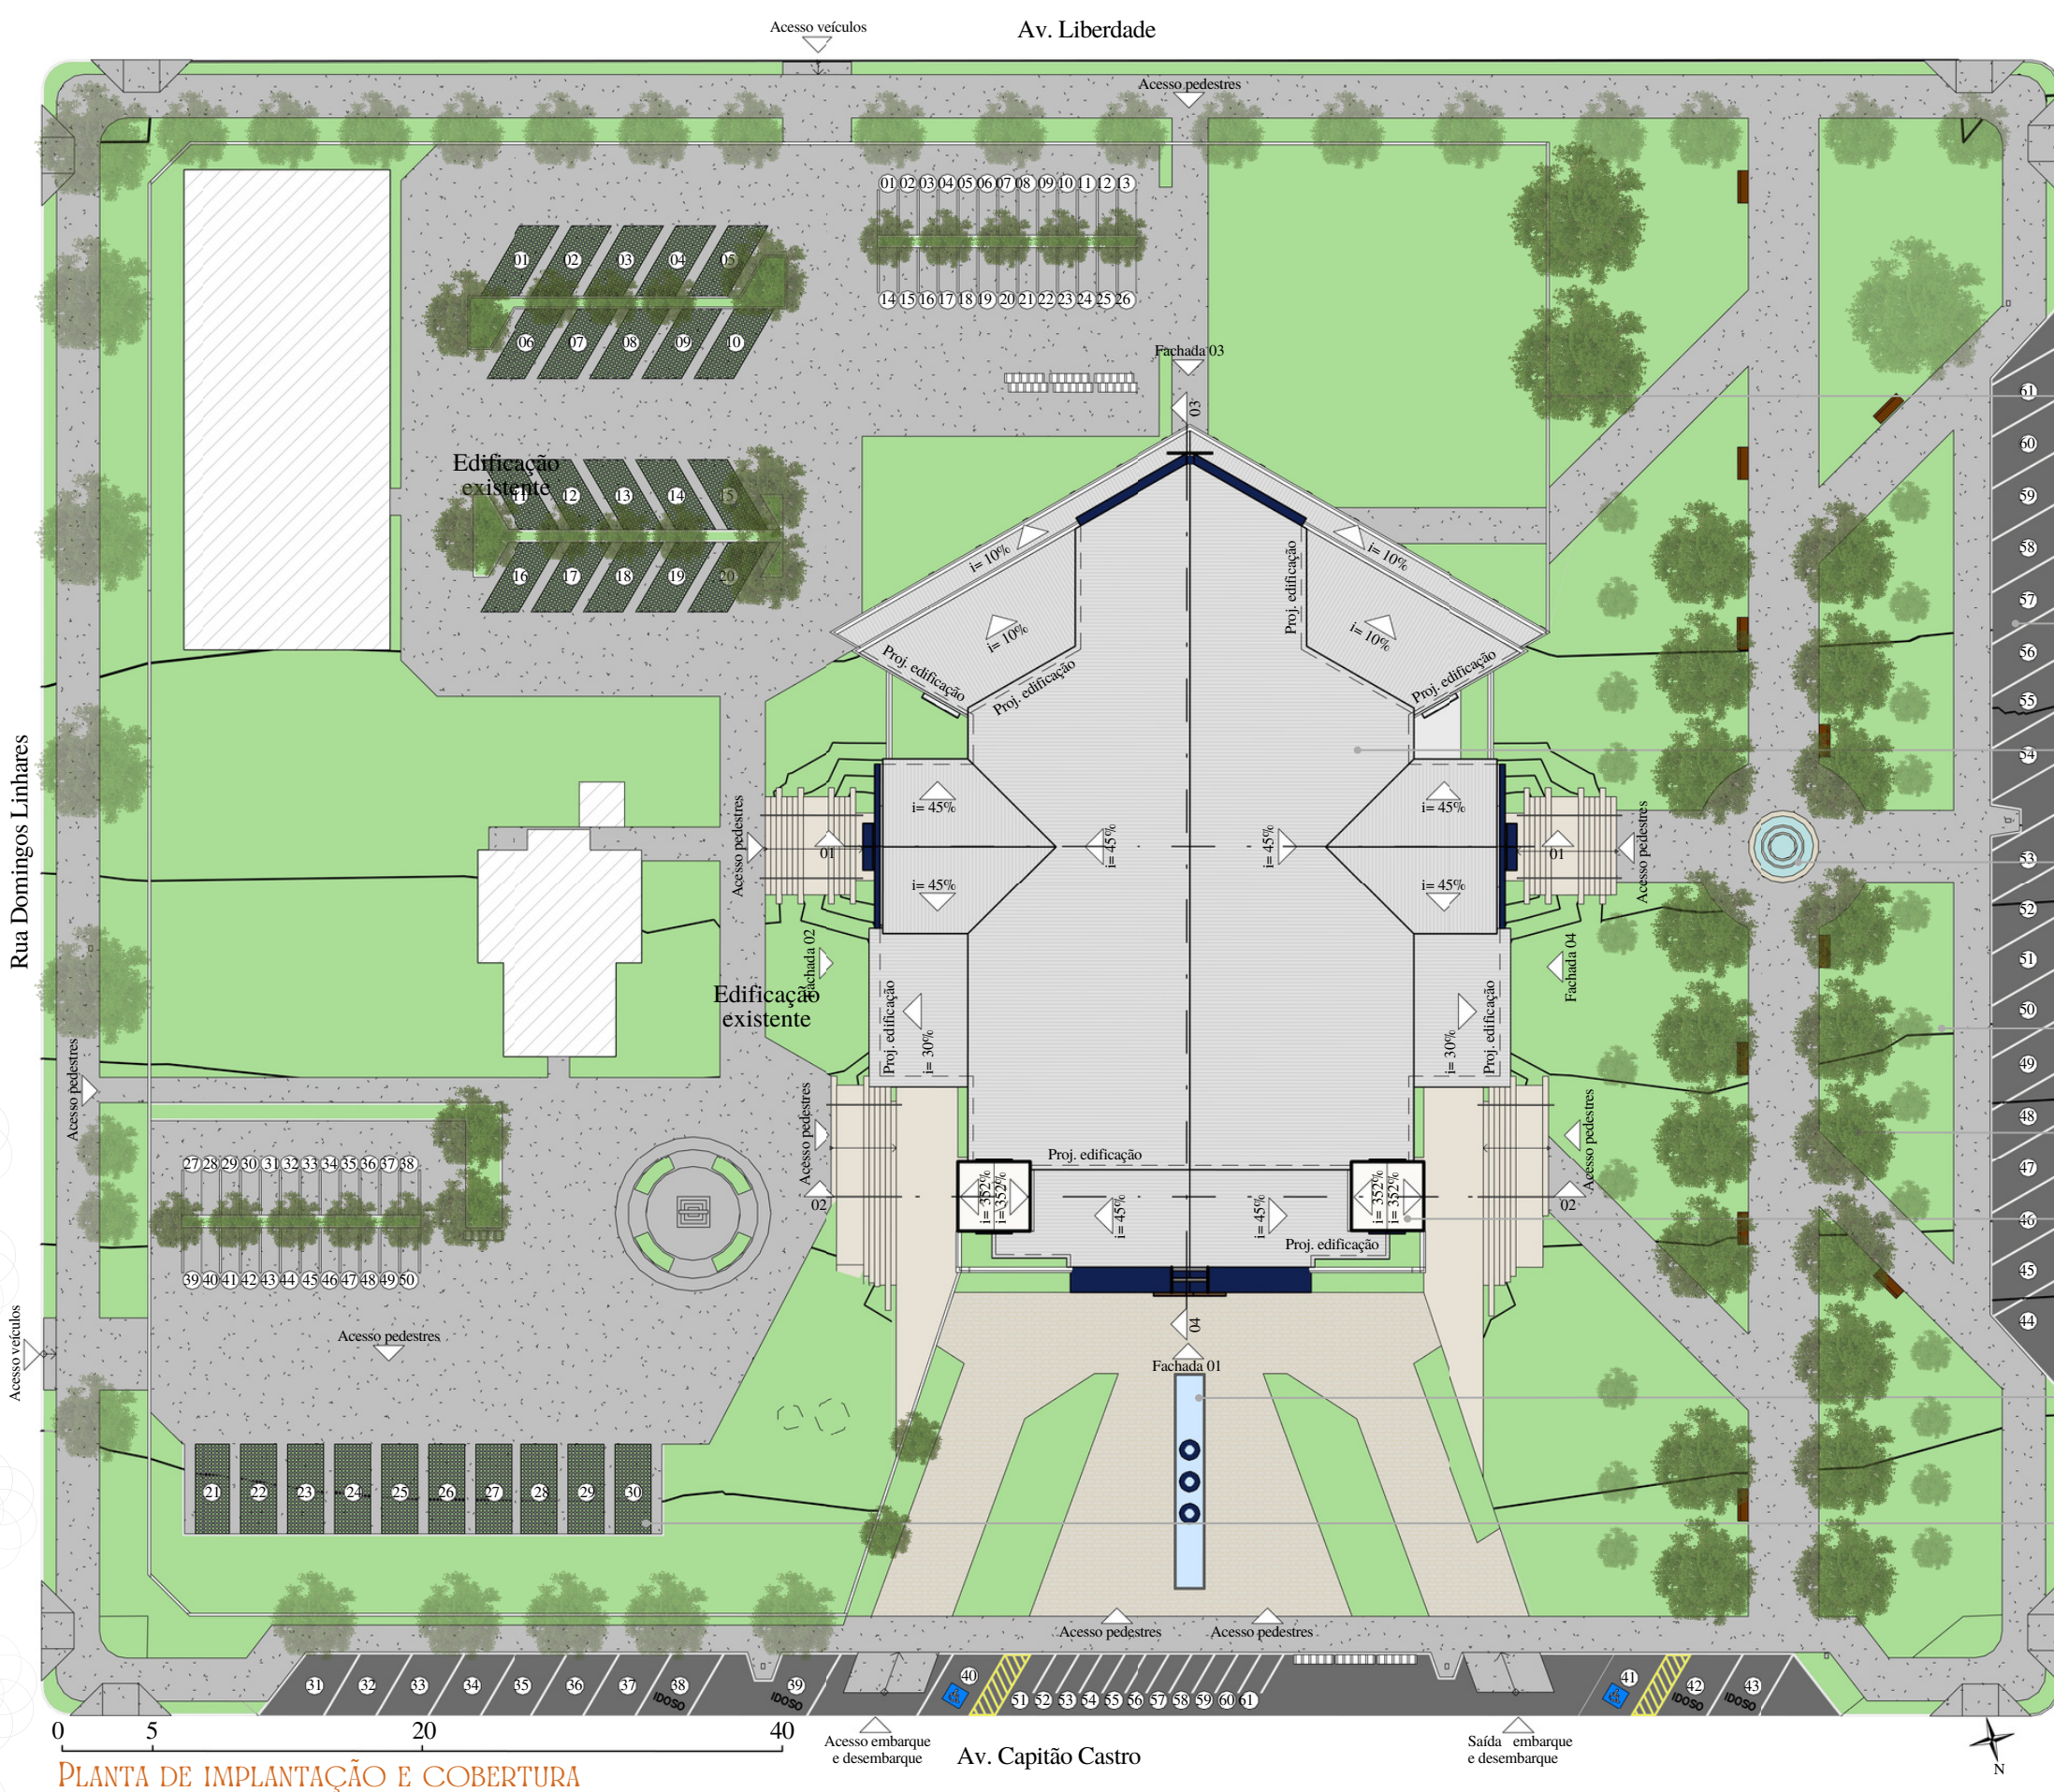 Av. Liberdade
Acesso veículos
Acesso pedestres
01 02 03 04 05 06 07 08 09 10 11 12 13
14 15 16 17 18 19 20 21 22 23 24 25 26
01 02 03 04 05
06 07 08 09 10
Fachada 03
03
Edificação
existente
11 12 13 14 15
16 17 18 19 20
i= 10%
i= 10%
i= 10%
i= 10%
Proj. edificação
Proj. edificação
Proj. edificação
Proj. edificação
61
60
59
58
57
56
55
54
53
52
51
50
49
48
47
46
45
44
Rua Domingos Linhares
Acesso pedestres
01
i= 45%
i= 45%
i= 45%
i= 45%
i= 45%
i= 45%
01
Acesso pedestres
Fachada 02
Fachada 04
Edificação
existente
Proj. edificação
i= 30%
i= 30%
Proj. edificação
Acesso pedestres
Acesso pedestres
Acesso pedestres
02
02
27 28 29 30 31 32 33 34 35 36 37 38
39 40 41 42 43 44 45 46 47 48 49 50
Proj. edificação
i= 352%
i= 352%
i= 45%
i= 45%
i= 352%
i= 352%
Proj. edificação
Acesso veículos
Acesso pedestres
04
Fachada 01
21 22 23 24 25 26 27 28 29 30
Acesso pedestres
Acesso pedestres
31 32 33 34 35 36 37 38 39 40
IDOSO
IDOSO
51 52 53 54 55 56 57 58 59 60 61
41 42 43
IDOSO
IDOSO
0 5 20 40
Acesso embarque
e desembarque
Av. Capitão Castro
Saída embarque
e desembarque
N
PLANTA DE IMPLANTAÇÃO E COBERTURA